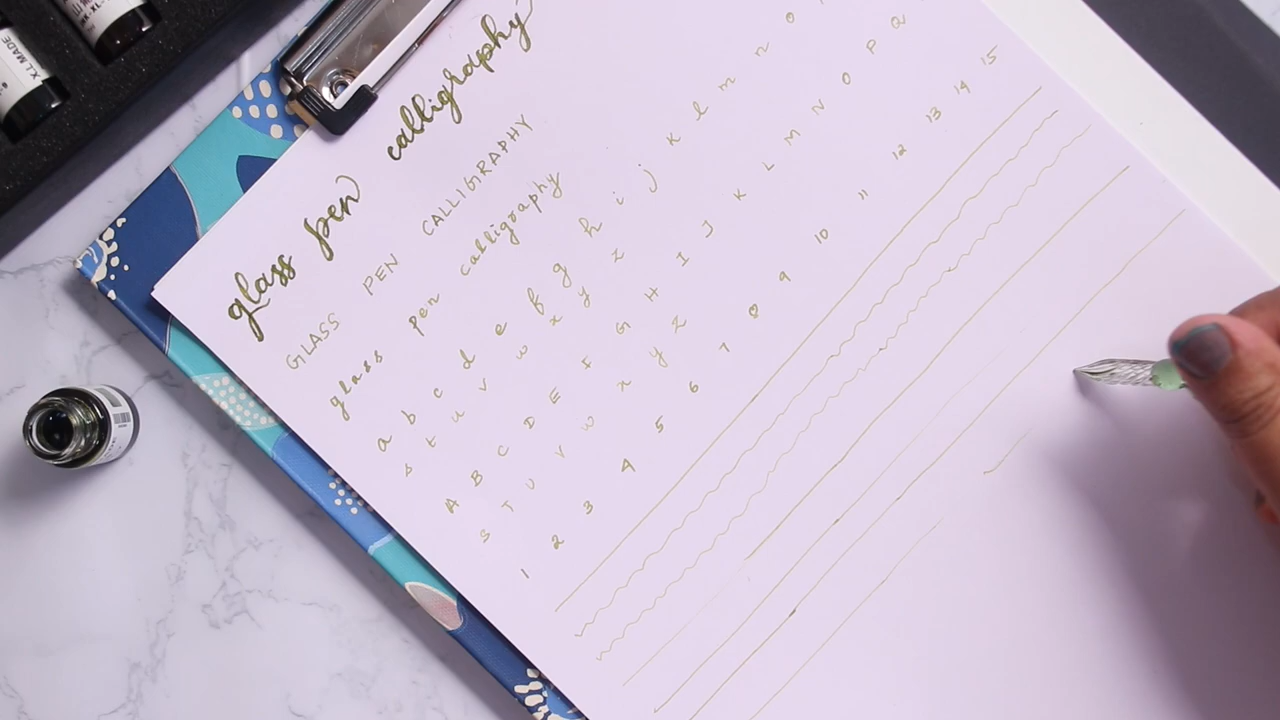 glass pen calligraphy
GLASS PEN CALLIGRAPHY
glass pen calligraphy
a b c d e f g h i j k l m n o
s t u v w x y z
A B C D E F G H I J K L M N O P Q
S T U V W X Y Z
1 2 3 4 5 6 7 8 9 10 11 12 13 14 15